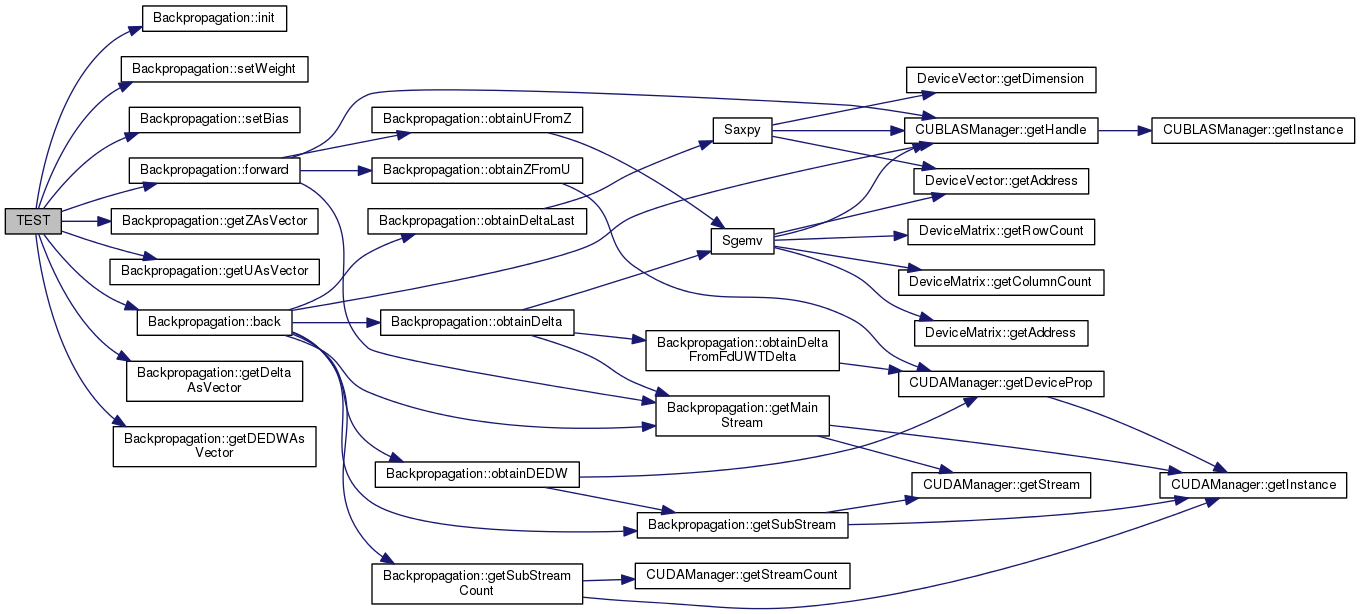 TEST
Backpropagation::init
Backpropagation::setWeight
Backpropagation::setBias
Backpropagation::forward
Backpropagation::getZAsVector
Backpropagation::getUAsVector
Backpropagation::back
Backpropagation::getDelta
AsVector
Backpropagation::getDEDWAs
Vector
Backpropagation::obtainUFromZ
Backpropagation::obtainZFromU
Backpropagation::obtainDeltaLast
Backpropagation::obtainDelta
Backpropagation::obtainDEDW
Backpropagation::getSubStream
Count
Saxpy
Sgemv
Backpropagation::obtainDelta
FromFdUWTDelta
Backpropagation::getMain
Stream
Backpropagation::getSubStream
CUDAManager::getStreamCount
DeviceVector::getDimension
CUBLASManager::getHandle
DeviceVector::getAddress
DeviceMatrix::getRowCount
DeviceMatrix::getColumnCount
DeviceMatrix::getAddress
CUDAManager::getDeviceProp
CUDAManager::getStream
CUBLASManager::getInstance
CUDAManager::getInstance